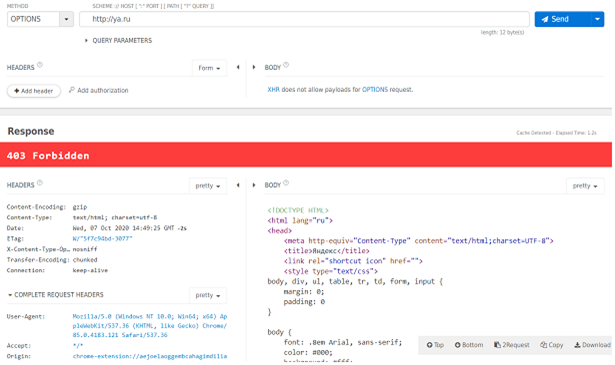 METHOD
SCHEME :// HOST [ ":" PORT ] [ PATH [ "?" QUERY ]]
OPTIONS
http://ya.ru
Send
length: 12 byte(s)
QUERY PARAMETERS
HEADERS
Form
BODY
Add header
Add authorization
XHR does not allow payloads for OPTIONS request.
Response
Cache Detected - Elapsed Time: 1.2s
403 Forbidden
HEADERS
pretty
BODY
pretty
Content-Encoding: gzip
Content-Type: text/html; charset=utf-8
Date: Wed, 07 Oct 2020 14:49:25 GMT -2s
ETag: W/"5f7c94bd-3077"
X-Content-Type-Op… nosniff
Transfer-Encoding: chunked
Connection: keep-alive
COMPLETE REQUEST HEADERS
pretty
User-Agent: Mozilla/5.0 (Windows NT 10.0; Win64; x64) Ap
pleWebKit/537.36 (KHTML, like Gecko) Chrome/
85.0.4183.121 Safari/537.36
Accept: */*
Origin: chrome-extension://aejoelaoggembcahagimdilia
<!DOCTYPE HTML>
<html lang="ru">
<head>
<meta http-equiv="Content-Type" content="text/html;charset=UTF-8">
<title>Яндекс</title>
<link rel="shortcut icon" href="">
<style type="text/css">
body, div, ul, table, tr, td, form, input {
margin: 0;
padding: 0
}
body {
font: .8em Arial, sans-serif;
color: #000;
background: #fff;
Top
Bottom
2Request
Copy
Download